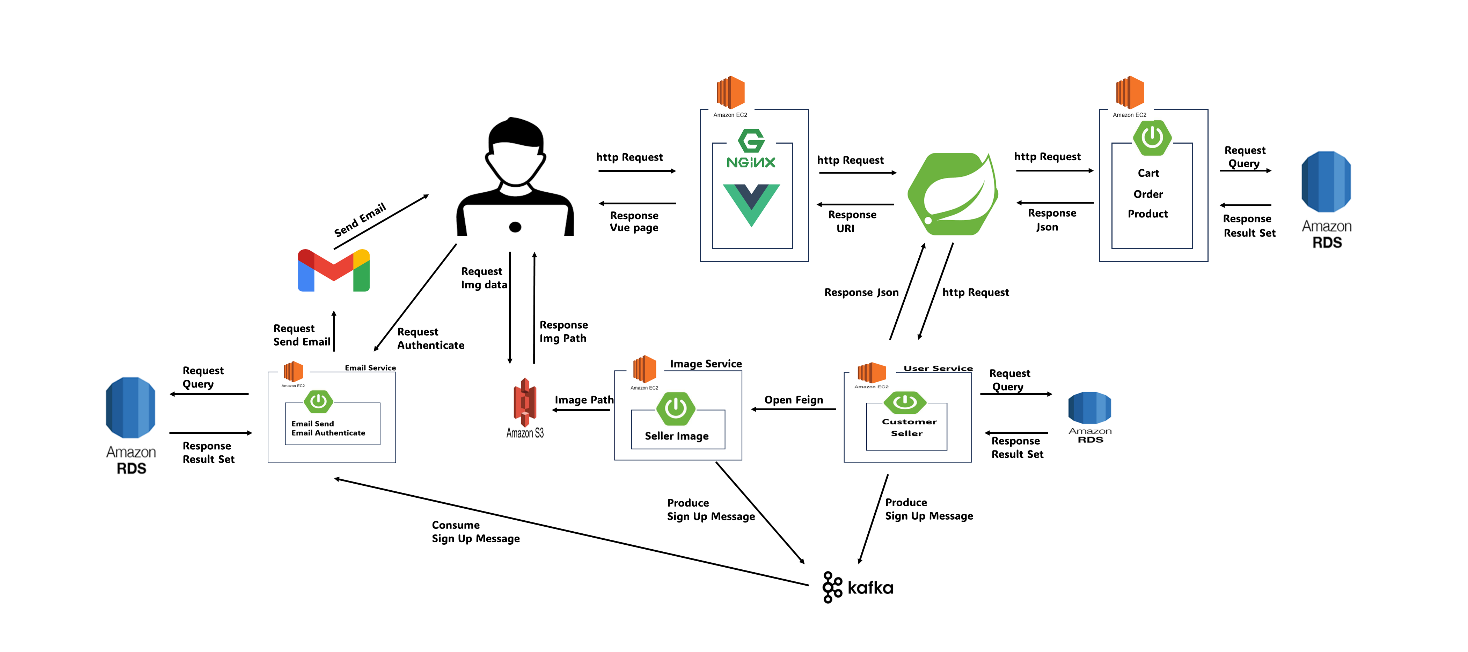 Amazon EC2
NGiNX
http Request
Response
Vue page
http Request
Response
URI
http Request
Response
Json
Amazon EC2
Cart
Order
Product
Request
Query
Response
Result Set
Amazon
RDS
Send Email
Request
Img data
Response
Img Path
Request
Authenticate
Request
Send Email
Response Json
http Request
Request
Query
Response
Result Set
Amazon
RDS
Email Service
Amazon EC2
Email Send
Email Authenticate
Amazon S3
Image Path
Image Service
Amazon EC2
Seller Image
Open Feign
User Service
Amazon EC2
Customer
Seller
Request
Query
Response
Result Set
Amazon
RDS
Consume
Sign Up Message
Produce
Sign Up Message
Produce
Sign Up Message
kafka